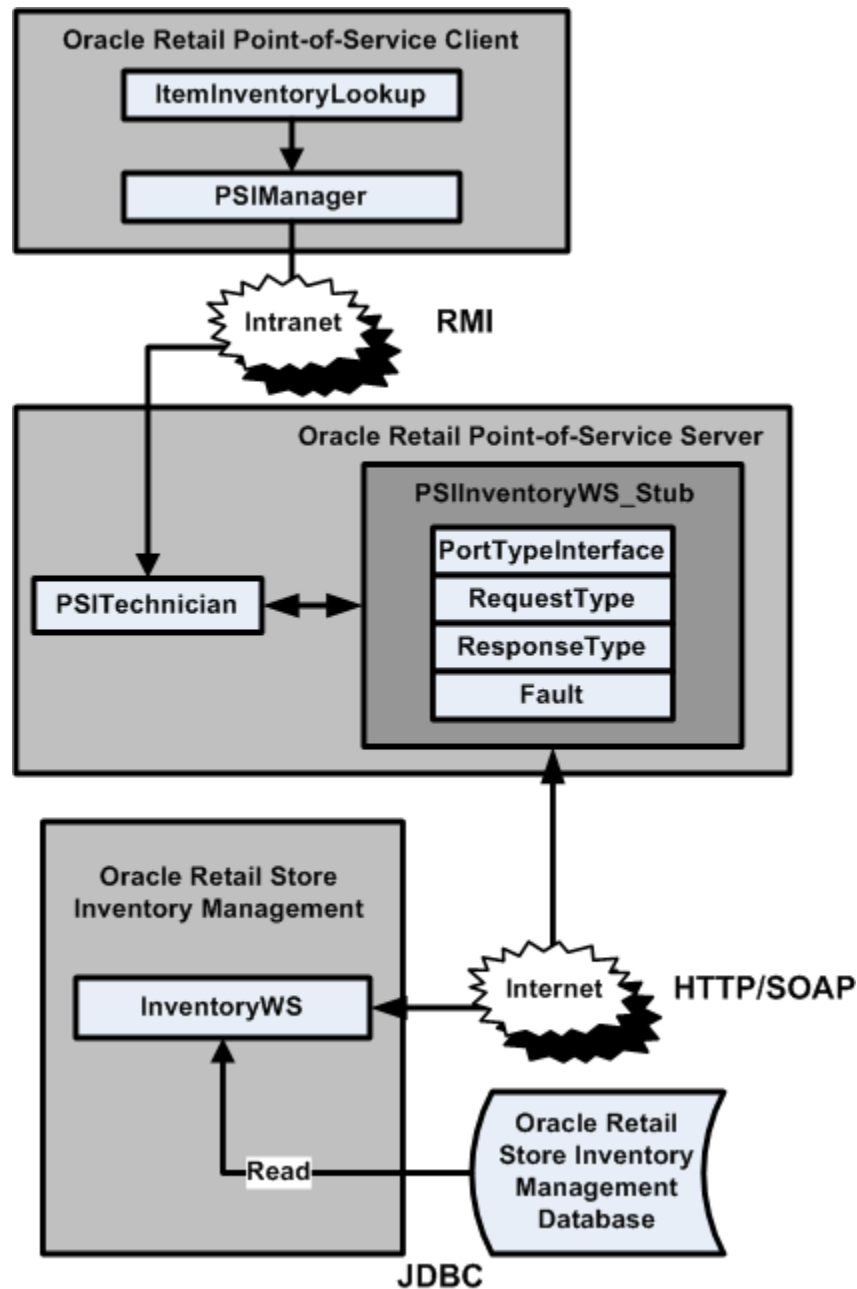 Oracle Retail Point-of-Service Client
ItemInventoryLookup
PSIManager
Intranet
RMI
Oracle Retail Point-of-Service Server
PSIInventoryWS_Stub
PortTypeInterface
RequestType
ResponseType
Fault
PSITechnician
Oracle Retail Store
Inventory Management
InventoryWS
Internet
HTTP/SOAP
Read
Oracle Retail
Store Inventory
Management
Database
JDBC